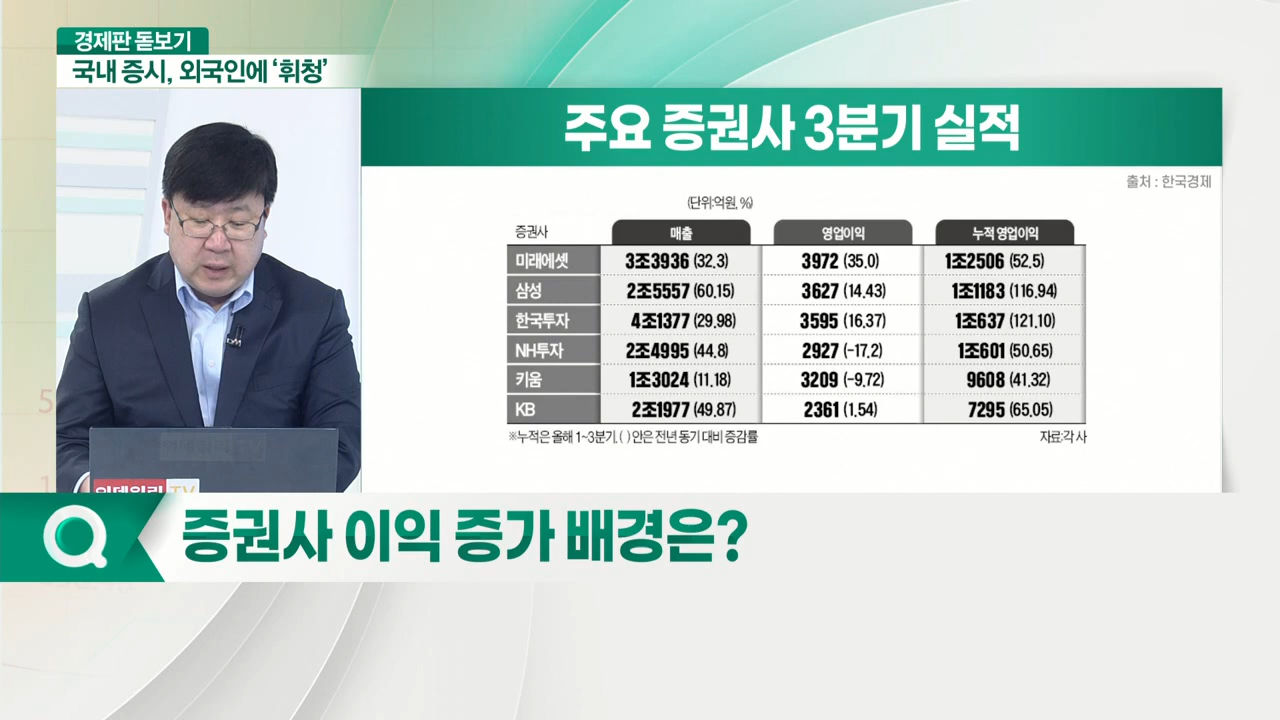 경제판 돋보기
국내 증시, 외국인에 ‘휘청’
주요 증권사 3분기 실적
출처 : 한국경제
(단위:억원, %)
증권사 매출 영업이익 누적 영업이익
미래에셋 3조3936 (32.3) 3972 (35.0) 1조2506 (52.5)
삼성 2조5557 (60.15) 3627 (14.43) 1조1183 (116.94)
한국투자 4조1377 (29.98) 3595 (16.37) 1조637 (121.10)
NH투자 2조4995 (44.8) 2927 (-17.2) 1조601 (50.65)
키움 1조3024 (11.18) 3209 (-9.72) 9608 (41.32)
KB 2조1977 (49.87) 2361 (1.54) 7295 (65.05)
※누적은 올해 1~3분기, ( ) 안은 전년 동기 대비 증감률 자료:각 사
이데일리 TV
증권사 이익 증가 배경은?